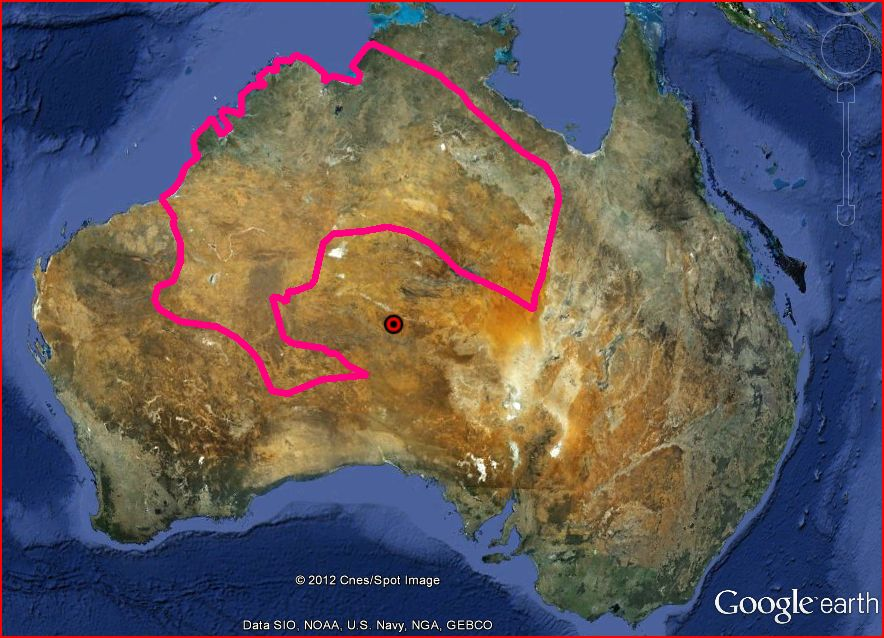 © 2012 Cnes/Spot Image
Google earth
Data SIO, NOAA, U.S. Navy, NGA, GEBCO